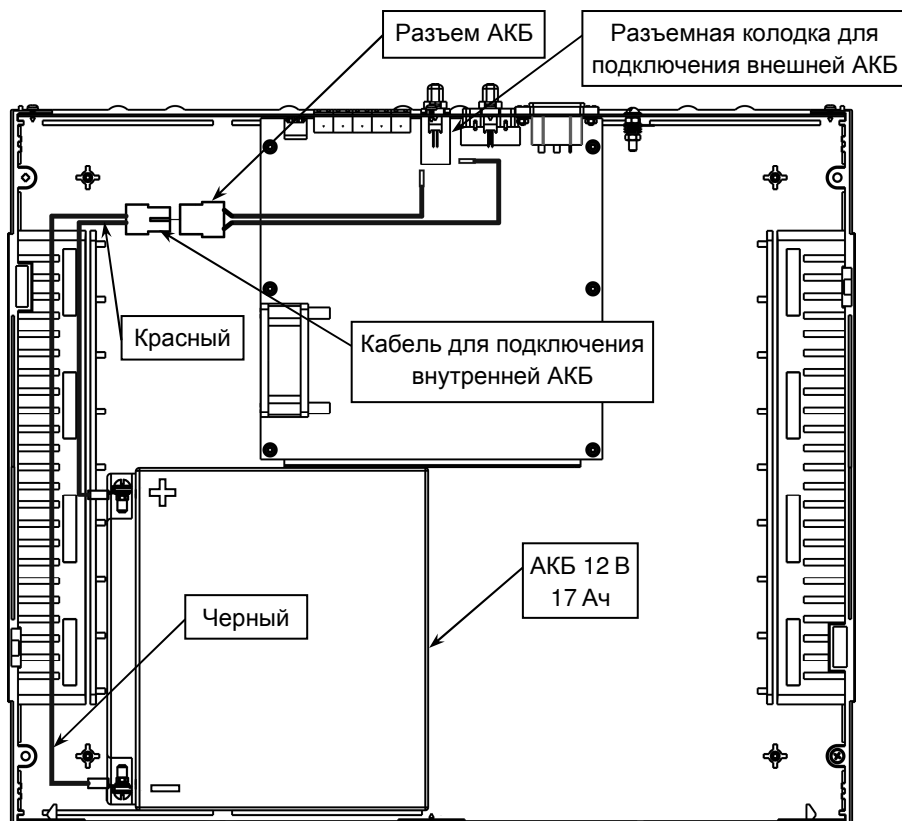 Разъем АКБ
Разъемная колодка для
подключения внешней АКБ
Красный
Кабель для подключения
внутренней АКБ
АКБ 12 В
17 Ач
Черный